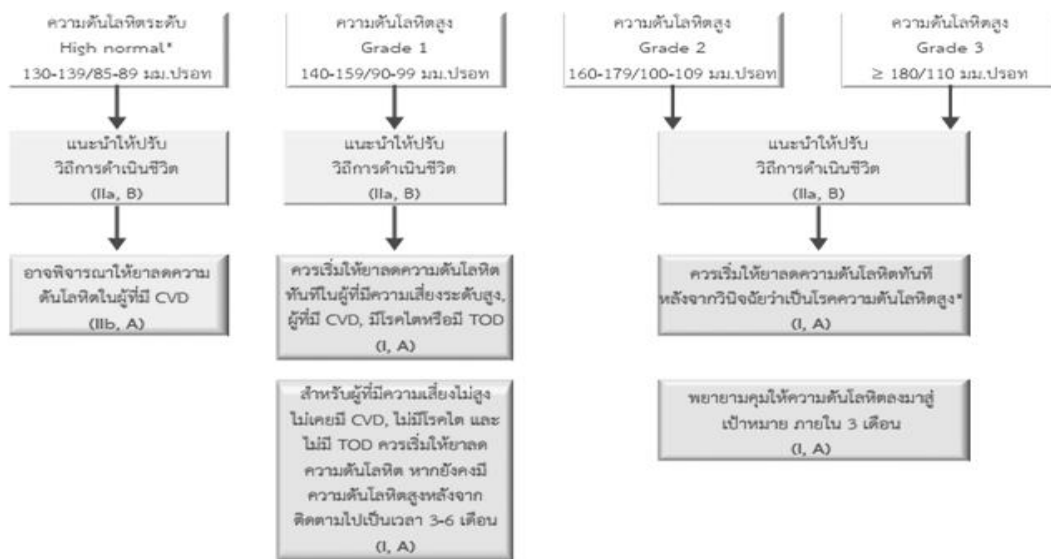 ความดันโลหิตระดับ
High normal*
130-139/85-89 มม.ปรอท
ความดันโลหิตสูง
Grade 1
140-159/90-99 มม.ปรอท
ความดันโลหิตสูง
Grade 2
160-179/100-109 มม.ปรอท
ความดันโลหิตสูง
Grade 3
≥ 180/110 มม.ปรอท
แนะนำให้ปรับ
วิถีการดำเนินชีวิต
(IIa, B)
แนะนำให้ปรับ
วิถีการดำเนินชีวิต
(IIa, B)
แนะนำให้ปรับ
วิถีการดำเนินชีวิต
(IIa, B)
อาจพิจารณาให้ยาลดความ
ดันโลหิตในผู้ที่มี CVD
(IIb, A)
ควรเริ่มให้ยาลดความดันโลหิต
ทันทีในผู้ที่มีความเสี่ยงระดับสูง,
ผู้ที่มี CVD, มีโรคไตหรือมี TOD
(I, A)
ควรเริ่มให้ยาลดความดันโลหิตทันที
หลังจากวินิจฉัยว่าเป็นโรคความดันโลหิตสูง*
(I, A)
สำหรับผู้ที่มีความเสี่ยงไม่สูง
ไม่เคยมี CVD, ไม่มีโรคไต และ
ไม่มี TOD ควรเริ่มให้ยาลด
ความดันโลหิต หากยังคงมี
ความดันโลหิตสูงหลังจาก
ติดตามไปเป็นเวลา 3-6 เดือน
(I, A)
พยายามคุมให้ความดันโลหิตลงมาสู่
เป้าหมาย ภายใน 3 เดือน
(I, A)